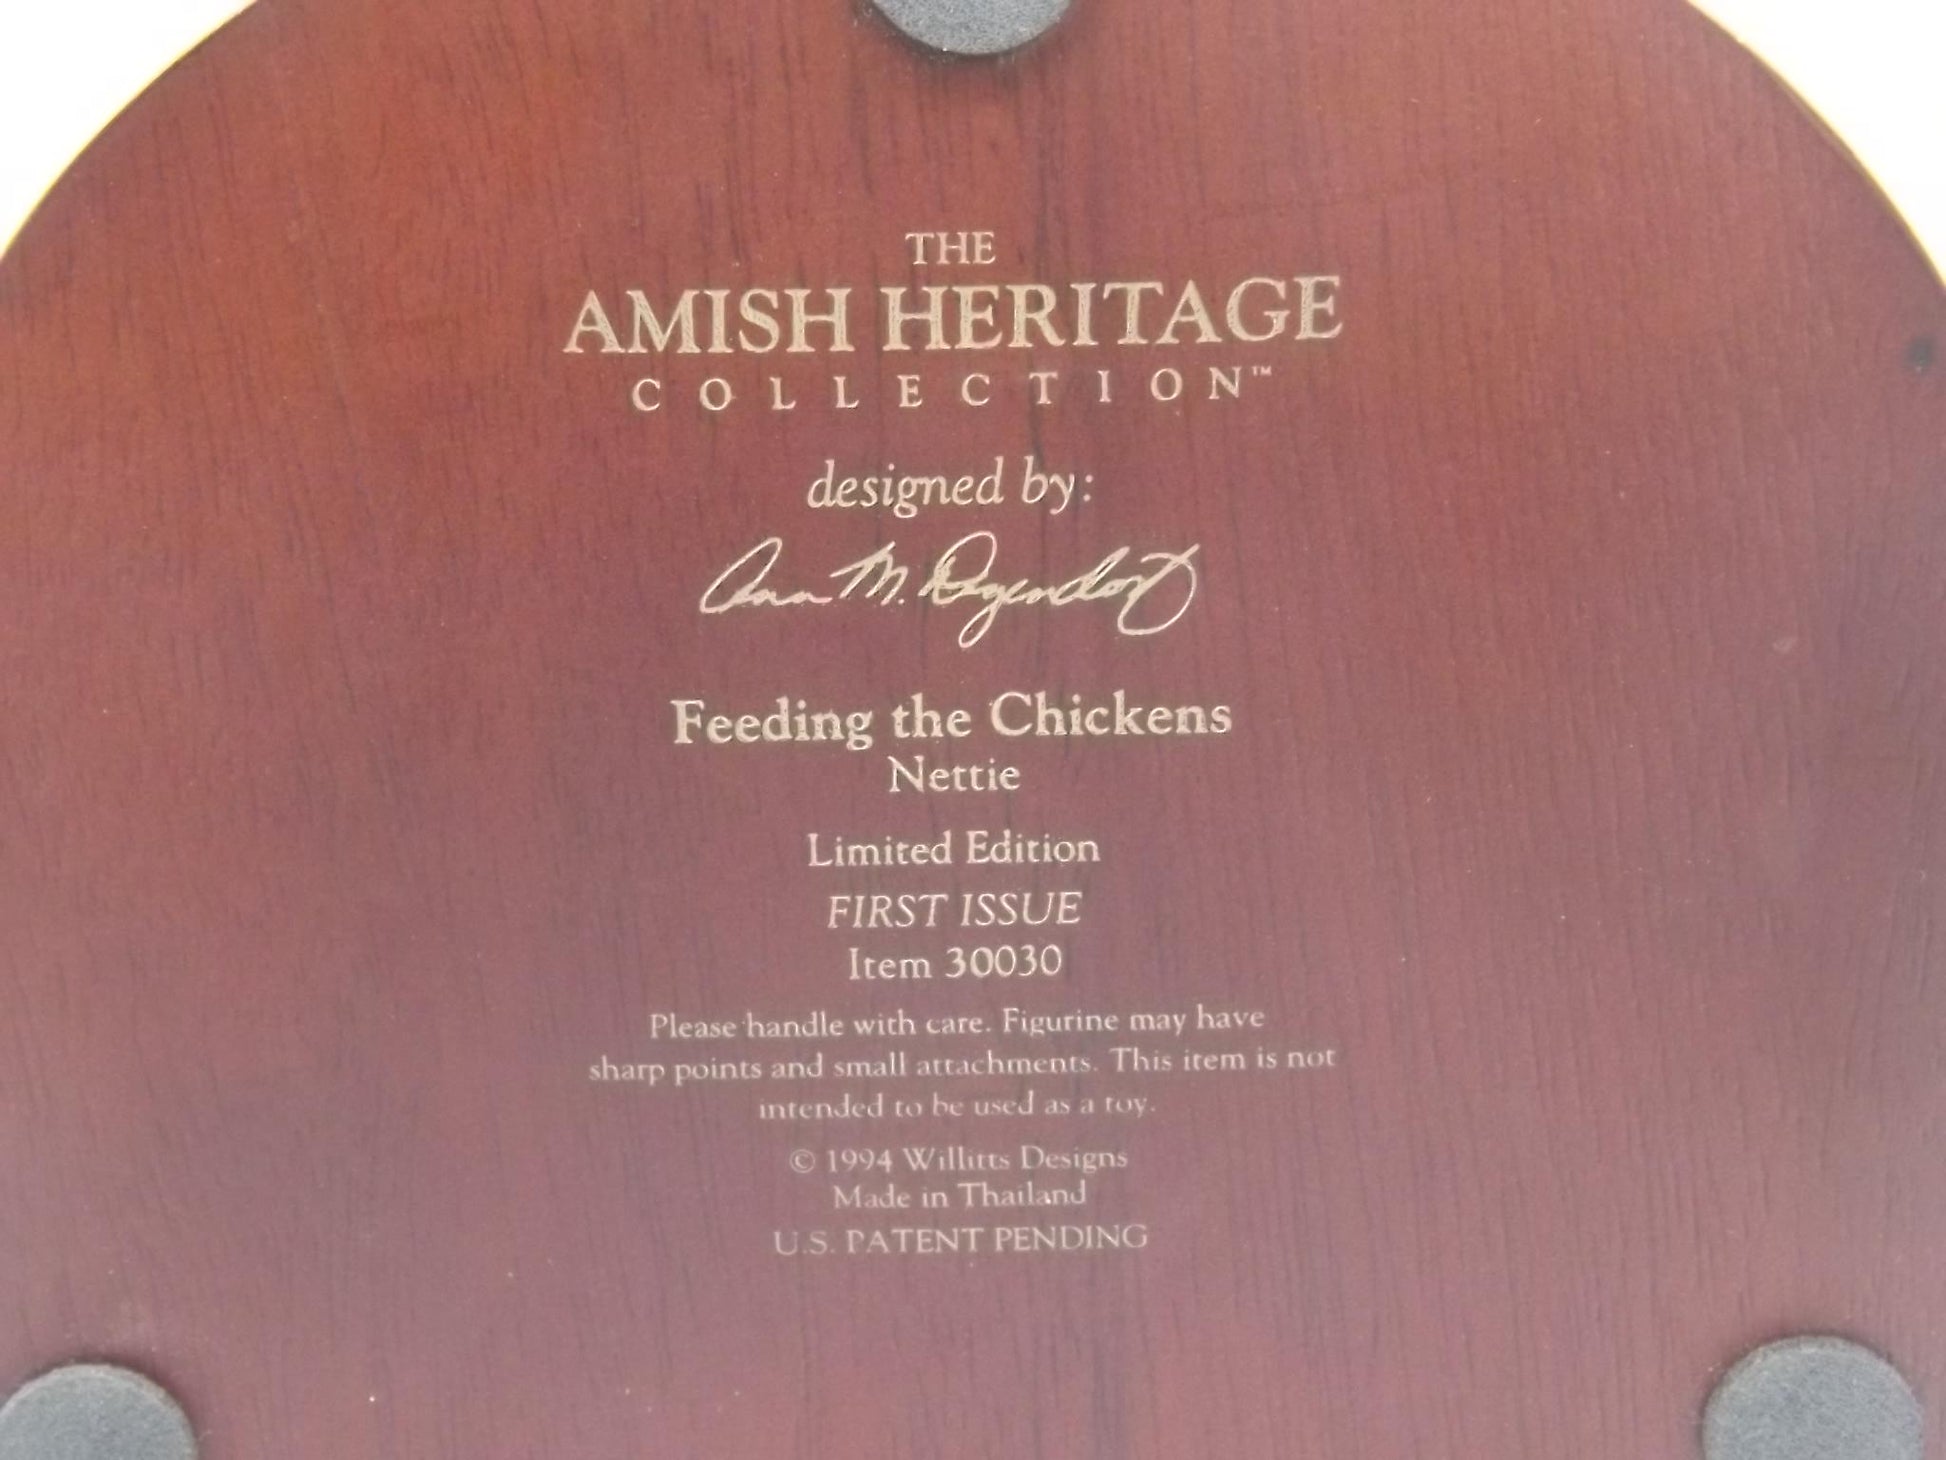 THE
AMISH HERITAGE
COLLECTION™
designed by:
Ann M. Regendorf
Feeding the Chickens
Nettie
Limited Edition
FIRST ISSUE
Item 30030
Please handle with care. Figurine may have
sharp points and small attachments. This item is not
intended to be used as a toy.
© 1994 Willitts Designs
Made in Thailand
U.S. PATENT PENDING